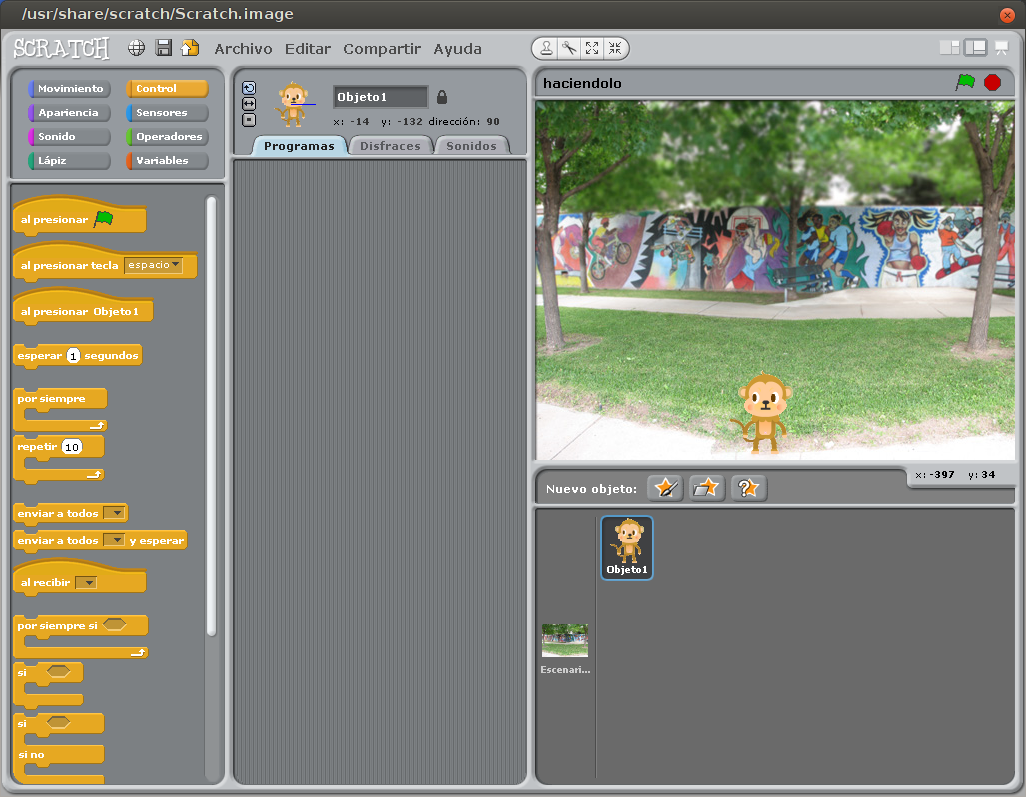 /usr/share/scratch/Scratch.image
SCRATCH Archivo Editar Compartir Ayuda
Movimiento Control
Apariencia Sensores
Sonido Operadores
Lápiz Variables
al presionar
al presionar tecla espacio
al presionar Objeto1
esperar 1 segundos
por siempre
repetir 10
enviar a todos
enviar a todos y esperar
al recibir
por siempre si
si
si
si no
Objeto1
x: -14 y: -132 dirección: 90
Programas Disfraces Sonidos
haciendolo
x: -397 y: 34
Nuevo objeto:
?
Objeto1
Escenari...